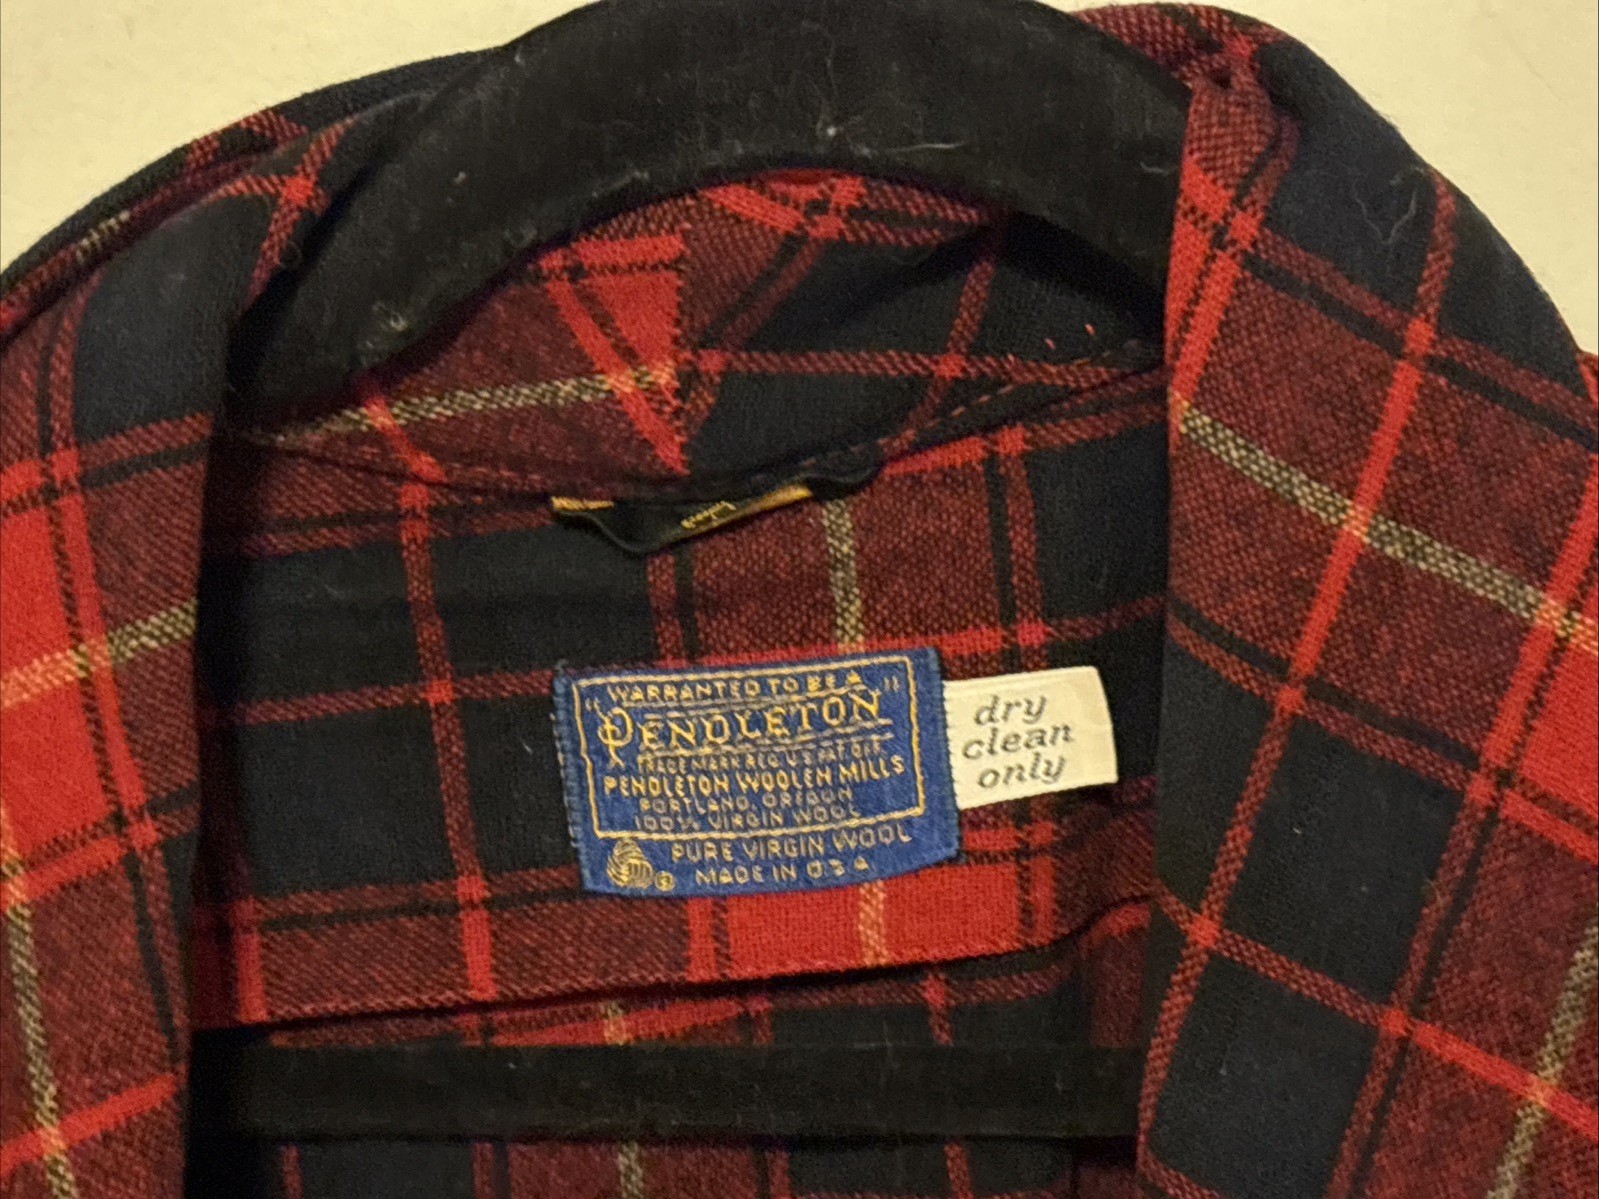 WARRANTED TO BE A
"PENDLETON"
TRADE MARK REG. U.S. PAT. OFF.
PENDLETON WOOLEN MILLS
PORTLAND, OREGON
100% VIRGIN WOOL
PURE VIRGIN WOOL
®
MADE IN U.S.A.
dry
clean
only